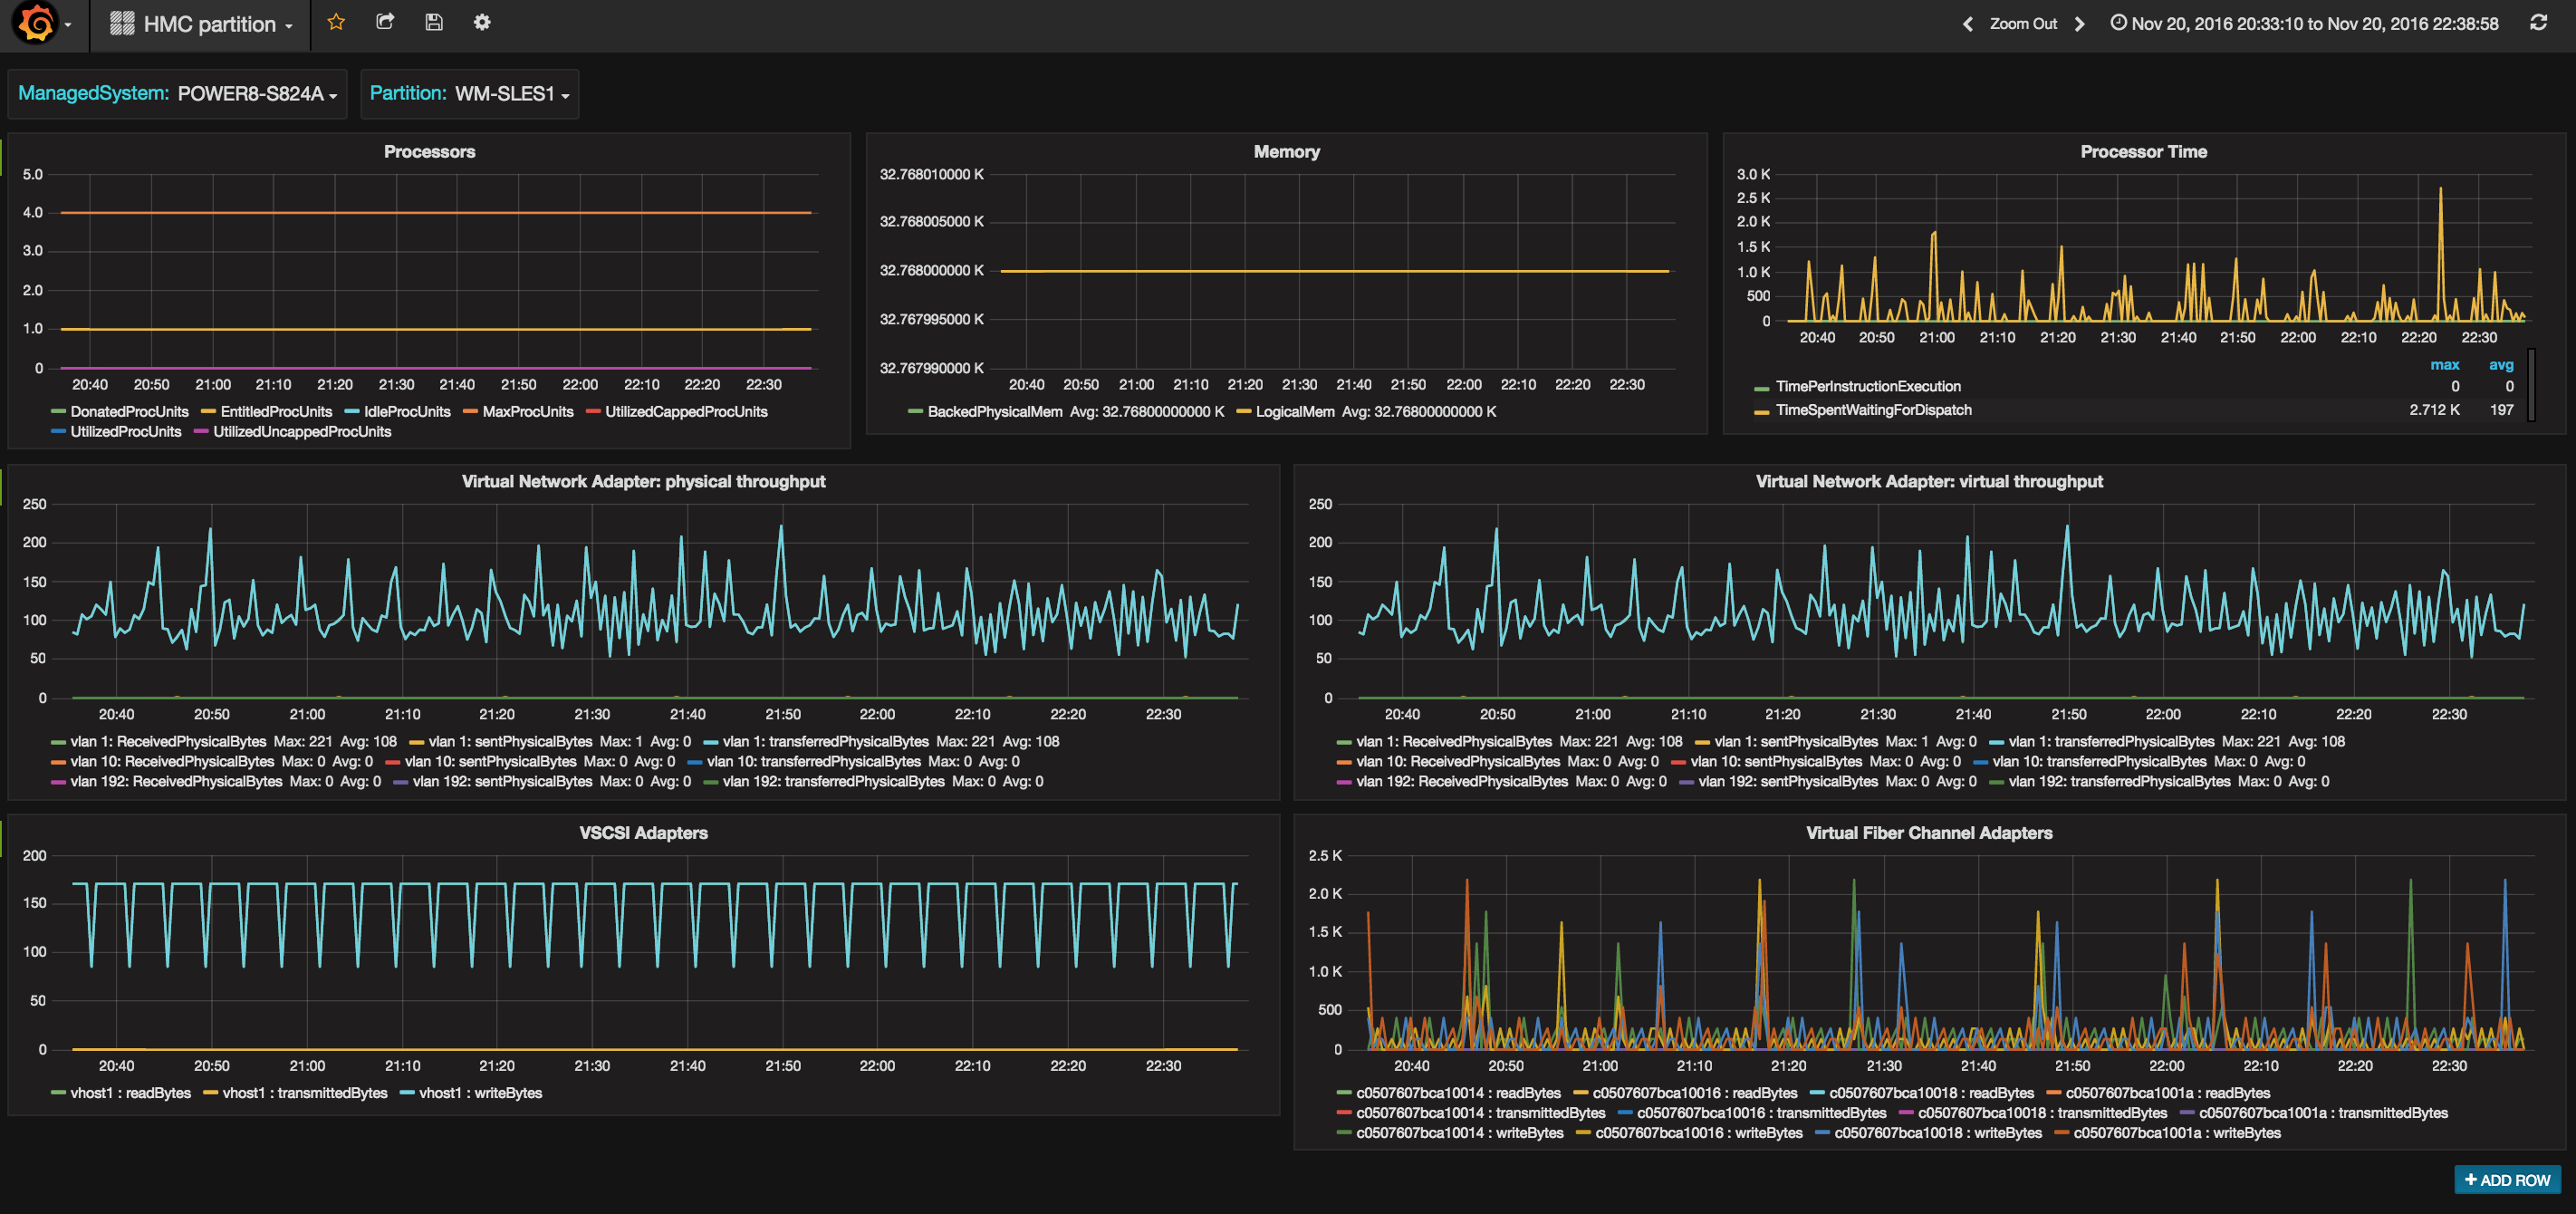 HMC partition
Zoom Out
Nov 20, 2016 20:33:10 to Nov 20, 2016 22:38:58
ManagedSystem: POWER8-S824A
Partition: WM-SLES1
Processors
5.0
4.0
3.0
2.0
1.0
0
20:40 20:50 21:00 21:10 21:20 21:30 21:40 21:50 22:00 22:10 22:20 22:30
DonatedProcUnits EntitledProcUnits IdleProcUnits MaxProcUnits UtilizedCappedProcUnits
UtilizedProcUnits UtilizedUncappedProcUnits
Memory
32.768010000 K
32.768005000 K
32.768000000 K
32.767995000 K
32.767990000 K
20:40 20:50 21:00 21:10 21:20 21:30 21:40 21:50 22:00 22:10 22:20 22:30
BackedPhysicalMem Avg: 32.76800000000 K LogicalMem Avg: 32.76800000000 K
Processor Time
3.0 K
2.5 K
2.0 K
1.5 K
1.0 K
500
0
20:40 20:50 21:00 21:10 21:20 21:30 21:40 21:50 22:00 22:10 22:20 22:30
max avg
TimePerInstructionExecution 0 0
TimeSpentWaitingForDispatch 2.712 K 197
Virtual Network Adapter: physical throughput
250
200
150
100
50
0
20:40 20:50 21:00 21:10 21:20 21:30 21:40 21:50 22:00 22:10 22:20 22:30
vlan 1: ReceivedPhysicalBytes Max: 221 Avg: 108 vlan 1: sentPhysicalBytes Max: 1 Avg: 0 vlan 1: transferredPhysicalBytes Max: 221 Avg: 108
vlan 10: ReceivedPhysicalBytes Max: 0 Avg: 0 vlan 10: sentPhysicalBytes Max: 0 Avg: 0 vlan 10: transferredPhysicalBytes Max: 0 Avg: 0
vlan 192: ReceivedPhysicalBytes Max: 0 Avg: 0 vlan 192: sentPhysicalBytes Max: 0 Avg: 0 vlan 192: transferredPhysicalBytes Max: 0 Avg: 0
Virtual Network Adapter: virtual throughput
250
200
150
100
50
0
20:40 20:50 21:00 21:10 21:20 21:30 21:40 21:50 22:00 22:10 22:20 22:30
vlan 1: ReceivedPhysicalBytes Max: 221 Avg: 108 vlan 1: sentPhysicalBytes Max: 1 Avg: 0 vlan 1: transferredPhysicalBytes Max: 221 Avg: 108
vlan 10: ReceivedPhysicalBytes Max: 0 Avg: 0 vlan 10: sentPhysicalBytes Max: 0 Avg: 0 vlan 10: transferredPhysicalBytes Max: 0 Avg: 0
vlan 192: ReceivedPhysicalBytes Max: 0 Avg: 0 vlan 192: sentPhysicalBytes Max: 0 Avg: 0 vlan 192: transferredPhysicalBytes Max: 0 Avg: 0
VSCSI Adapters
200
150
100
50
0
20:40 20:50 21:00 21:10 21:20 21:30 21:40 21:50 22:00 22:10 22:20 22:30
vhost1 : readBytes vhost1 : transmittedBytes vhost1 : writeBytes
Virtual Fiber Channel Adapters
2.5 K
2.0 K
1.5 K
1.0 K
500
0
20:40 20:50 21:00 21:10 21:20 21:30 21:40 21:50 22:00 22:10 22:20 22:30
c0507607bca10014 : readBytes c0507607bca10016 : readBytes c0507607bca10018 : readBytes c0507607bca1001a : readBytes
c0507607bca10014 : transmittedBytes c0507607bca10016 : transmittedBytes c0507607bca10018 : transmittedBytes c0507607bca1001a : transmittedBytes
c0507607bca10014 : writeBytes c0507607bca10016 : writeBytes c0507607bca10018 : writeBytes c0507607bca1001a : writeBytes
+ ADD ROW